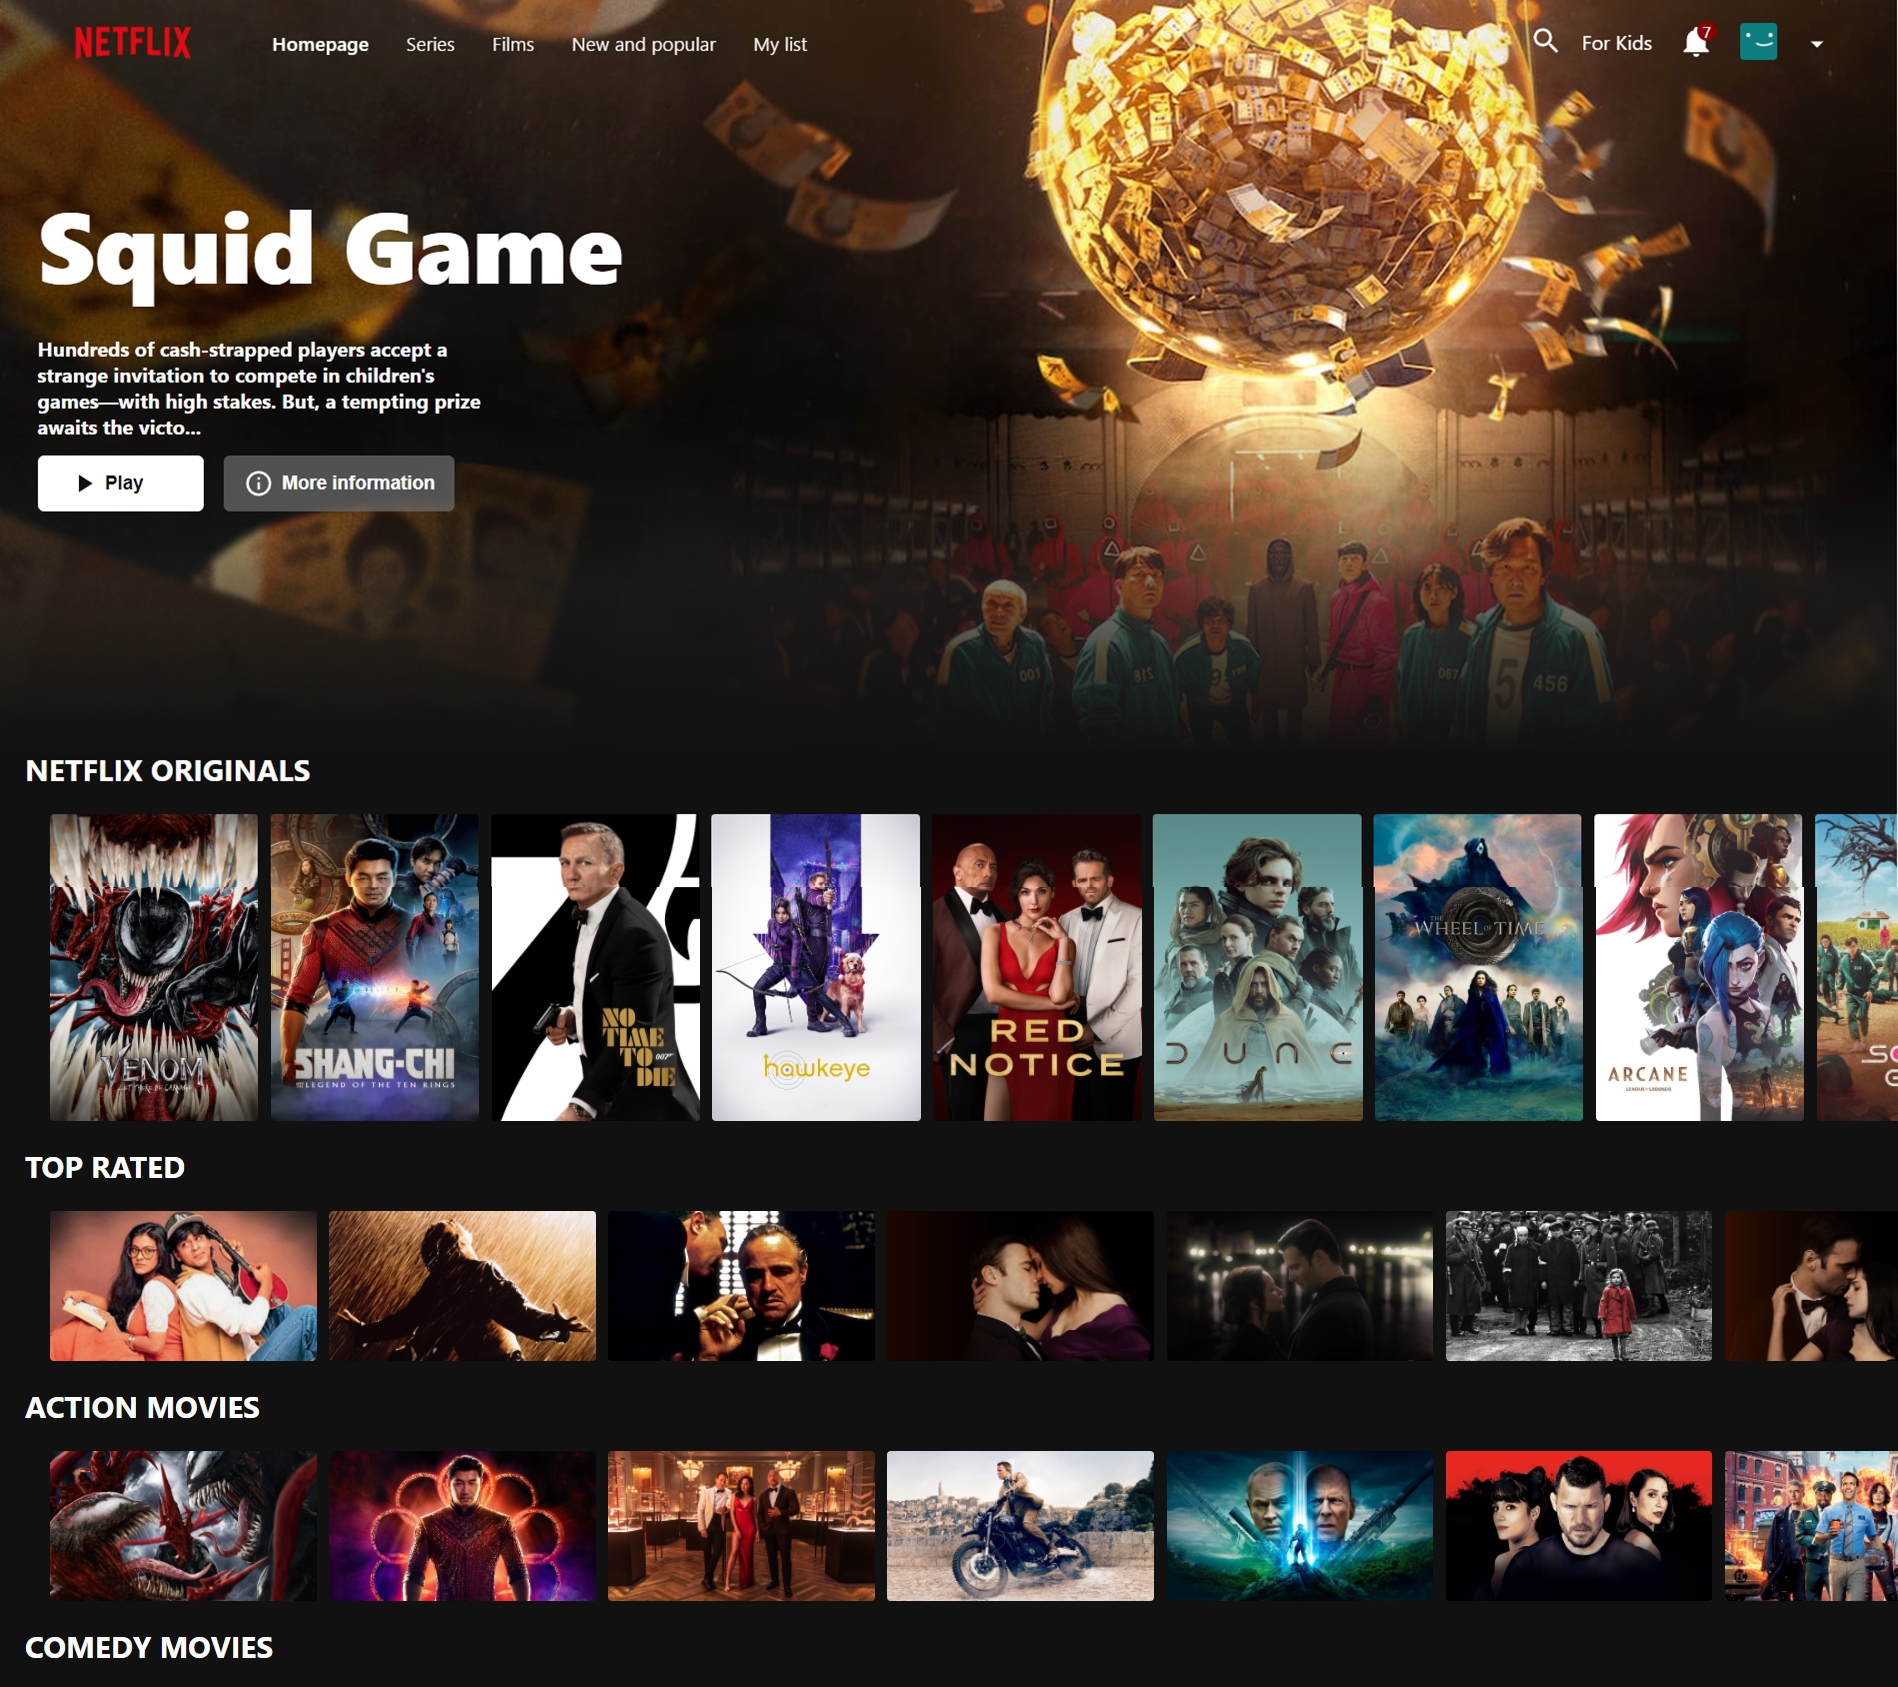 NETFLIX
Homepage
Series
Films
New and popular
My list
For Kids
7
Squid Game
Hundreds of cash-strapped players accept a
strange invitation to compete in children's
games—with high stakes. But, a tempting prize
awaits the victo...
Play
More information
001
067
456
NETFLIX ORIGINALS
VENOM
LET THERE BE CARNAGE
SHANG-CHI
LEGEND OF THE TEN RINGS
NO
TIME
TO 007
DIE
hawkeye
RED
NOTICE
DUNE
THE
WHEEL OF TIME
ARCANE
LEAGUE OF LEGENDS
TOP RATED
ACTION MOVIES
COMEDY MOVIES